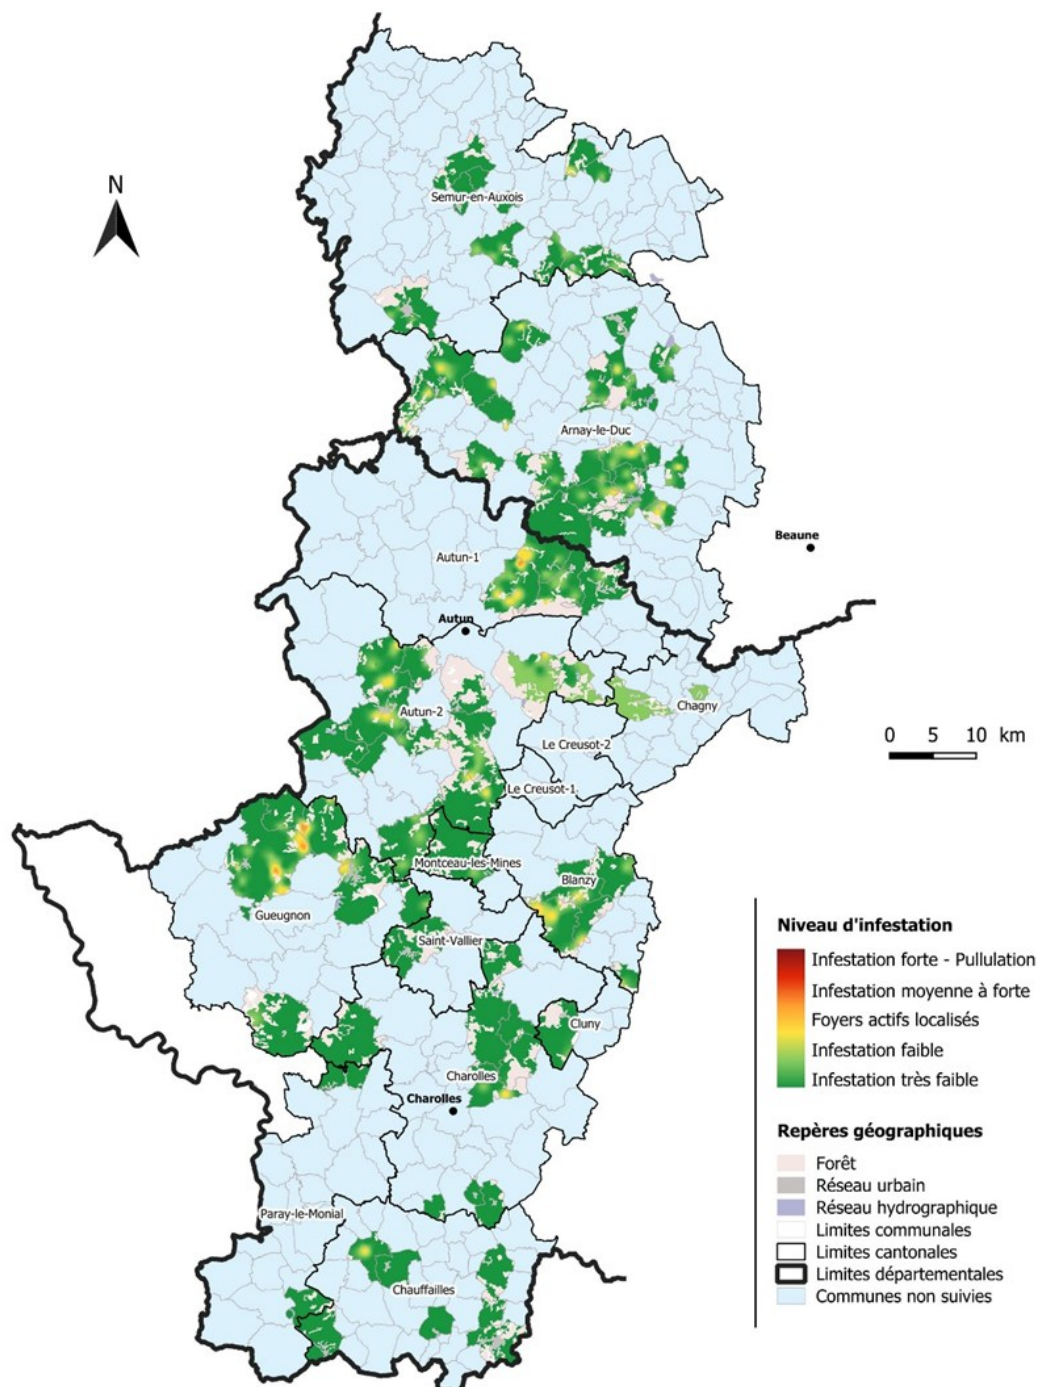 N
Semur-en-Auxois
Arnay-le-Duc
Beaune
Autun-1
Autun
Autun-2
Chagny
Le Creusot-2
0 5 10 km
Le Creusot-1
Montceau-les-Mines
Blanzy
Gueugnon
Saint-Vallier
Cluny
Charolles
Charolles
Paray-le-Monial
Chauffailles
Niveau d'infestation
Infestation forte - Pullulation
Infestation moyenne à forte
Foyers actifs localisés
Infestation faible
Infestation très faible
Repères géographiques
Forêt
Réseau urbain
Réseau hydrographique
Limites communales
Limites cantonales
Limites départementales
Communes non suivies